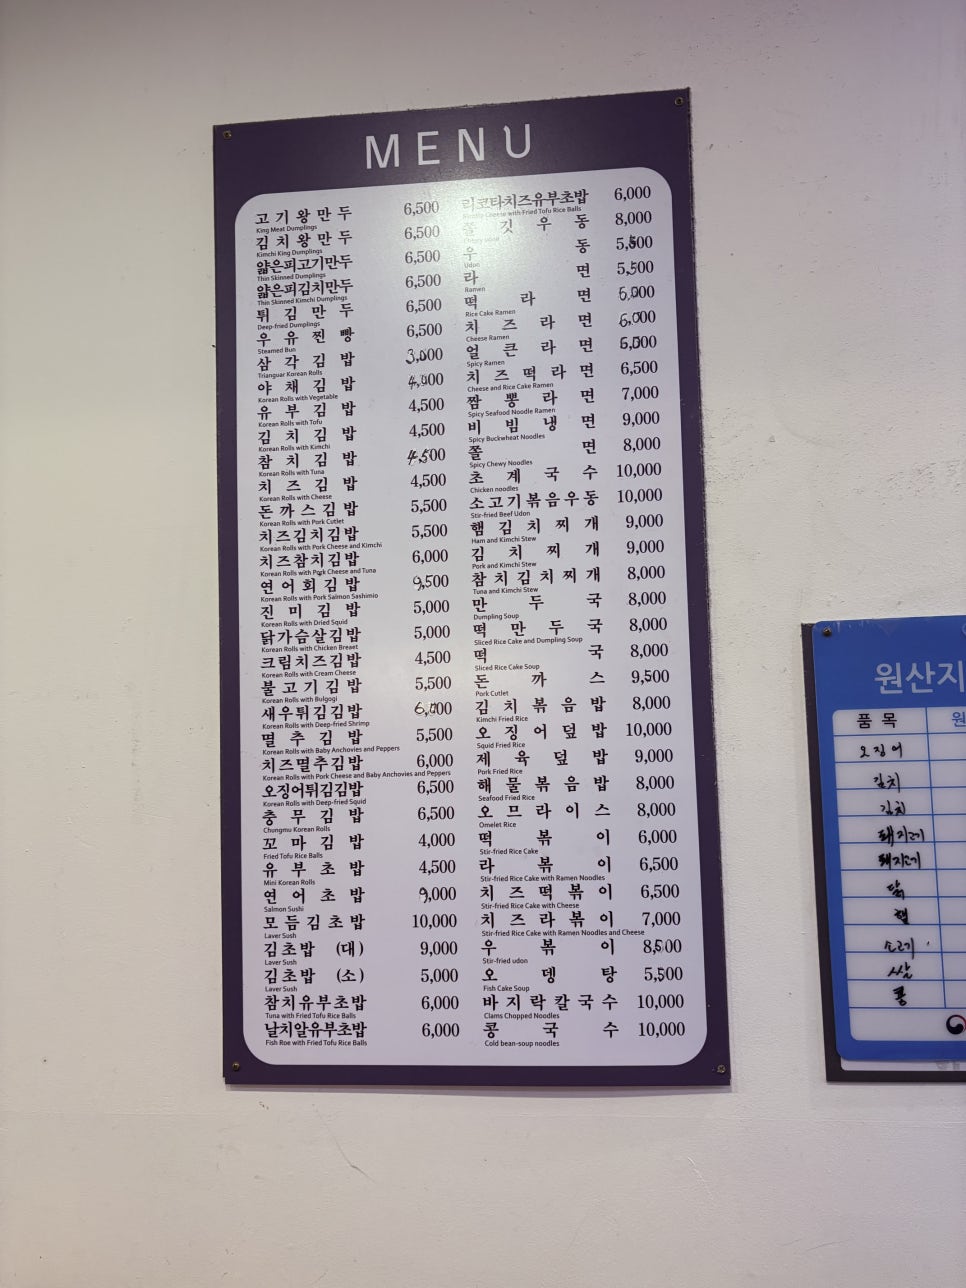 MENU
고기왕만두 6,500
King Meat Dumplings
김치왕만두 6,500
Kimchi King Dumplings
얇은피고기만두 6,500
Thin Skinned Dumplings
얇은피김치만두 6,500
Thin Skinned Kimchi Dumplings
튀김만두 6,500
Deep-fried Dumplings
우유찐빵 6,500
Steamed Bun
삼각김밥 3,000
Trianguar Korean Rolls
야채김밥 4,000
Korean Rolls with Vegetable
유부김밥 4,500
Korean Rolls with Tofu
김치김밥 4,500
Korean Rolls with Kimchi
참치김밥 4,500
Korean Rolls with Tuna
치즈김밥 4,500
Korean Rolls with Cheese
돈까스김밥 5,500
Korean Rolls with Pork Cutlet
치즈김치김밥 5,500
Korean Rolls with Pork Cheese and Kimchi
치즈참치김밥 6,000
Korean Rolls with Pork Cheese and Tuna
연어회김밥 9,500
Korean Rolls with Pork Salmon Sashimio
진미김밥 5,000
Korean Rolls with Dried Squid
닭가슴살김밥 5,000
Korean Rolls with Chicken Breaet
크림치즈김밥 4,500
Korean Rolls with Cream Cheese
불고기김밥 5,500
Korean Rolls with Bulgogi
새우튀김김밥 6,000
Korean Rolls with Deep-fried Shrimp
멸추김밥 5,500
Korean Rolls with Baby Anchovies and Peppers
치즈멸추김밥 6,000
Korean Rolls with Pork Cheese and Baby Anchovies and Peppers
오징어튀김김밥 6,500
Korean Rolls with Deep-fried Squid
충무김밥 6,500
Chungmu Korean Rolls
꼬마김밥 4,000
Fried Tofu Rice Balls
유부초밥 4,500
Mini Korean Rolls
연어초밥 9,000
Salmon Sushi
모듬김초밥 10,000
Laver Sush
김초밥 (대) 9,000
Laver Sush
김초밥 (소) 5,000
Laver Sush
참치유부초밥 6,000
Tuna with Fried Tofu Rice Balls
날치알유부초밥 6,000
Fish Roe with Fried Tofu Rice Balls
리코타치즈유부초밥 6,000
Cheese with Fried Tofu Rice Balls
쫄깃우동 8,000
Chewy udon
우동 5,500
Udon
라면 5,500
Ramen
떡라면 6,000
Rice Cake Ramen
치즈라면 6,000
Cheese Ramen
얼큰라면 6,000
Spicy Ramen
치즈떡라면 6,500
Cheese and Rice Cake Ramen
짬뽕라면 7,000
Spicy Seafood Noodle Ramen
비빔냉면 9,000
Spicy Buckwheat Noodles
쫄면 8,000
Spicy Chewy Noodles
초계국수 10,000
Chicken noodles
소고기볶음우동 10,000
Stir-fried Beef Udon
햄김치찌개 9,000
Ham and Kimchi Stew
김치찌개 9,000
Pork and Kimchi Stew
참치김치찌개 8,000
Tuna and Kimchi Stew
만두국 8,000
Dumpling Soup
떡만두국 8,000
Sliced Rice Cake and Dumpling Soup
떡국 8,000
Sliced Rice Cake Soup
돈까스 9,500
Pork Cutlet
김치볶음밥 8,000
Kimchi Fried Rice
오징어덮밥 10,000
Squid Fried Rice
제육덮밥 9,000
Pork Fried Rice
해물볶음밥 8,000
Seafood Fried Rice
오므라이스 8,000
Omelet Rice
떡볶이 6,000
Stir-fried Rice Cake
라볶이 6,500
Stir-fried Rice Cake with Ramen Noodles
치즈떡볶이 6,500
Stir-fried Rice Cake with Cheese
치즈라볶이 7,000
Stir-fried Rice Cake with Ramen Noodles and Cheese
우볶이 8,500
Stir-fried udon
오뎅탕 5,500
Fish Cake Soup
바지락칼국수 10,000
Clams Chopped Noodles
콩국수 10,000
Cold bean-soup noodles
원산지
품목 원
오징어
김치
김치
돼지고기
돼지고기
닭
햄
소고기
쌀
콩